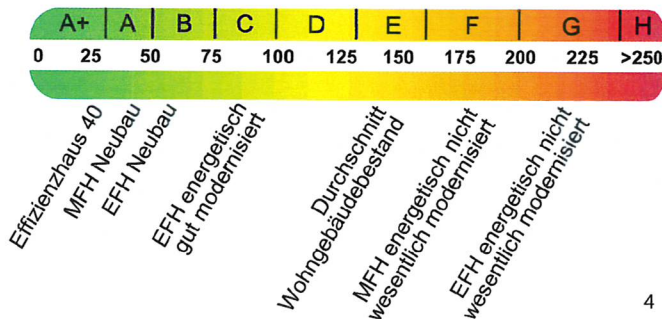 A+ A B C D E F G H
0 25 50 75 100 125 150 175 200 225 >250
Effizienzhaus 40
MFH Neubau
EFH Neubau
EFH energetisch
gut modernisiert
Durchschnitt
Wohngebäudebestand
MFH energetisch nicht
wesentlich modernisiert
EFH energetisch nicht
wesentlich modernisiert
4